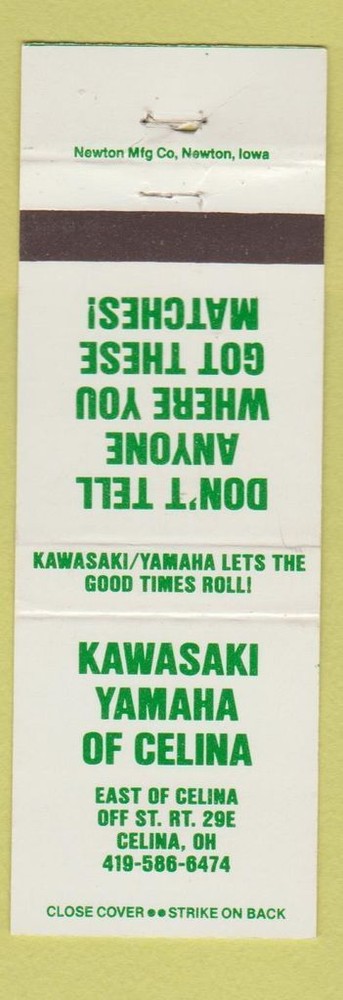 Newton Mfg Co, Newton, Iowa
DON'T TELL
ANYONE
WHERE YOU
GOT THESE
MATCHES!
KAWASAKI/YAMAHA LETS THE
GOOD TIMES ROLL!
KAWASAKI
YAMAHA
OF CELINA
EAST OF CELINA
OFF ST. RT. 29E
CELINA, OH
419-586-6474
CLOSE COVER ●● STRIKE ON BACK